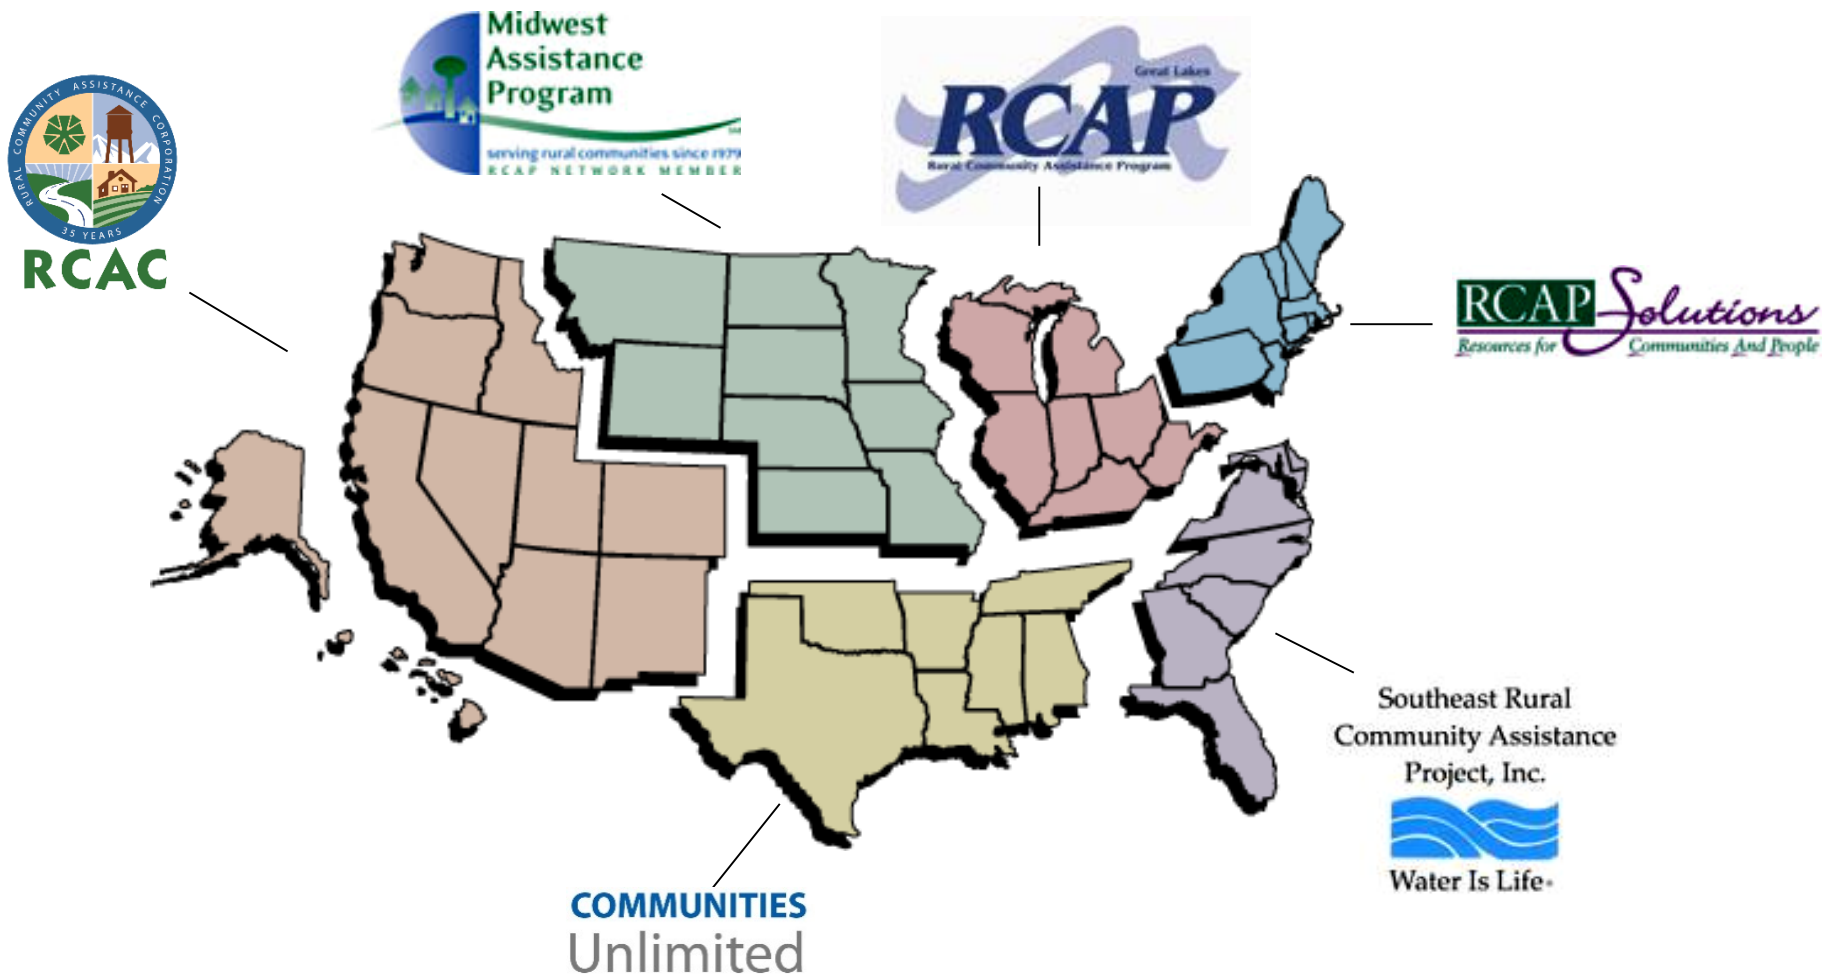 RURAL COMMUNITY ASSISTANCE CORPORATION
35 YEARS
RCAC
Midwest
Assistance
Program
serving rural communities since 1979
RCAP NETWORK MEMBER
Great Lakes
RCAP
Rural Community Assistance Program
RCAP Solutions
Resources for Communities And People
Southeast Rural
Community Assistance
Project, Inc.
Water Is Life
COMMUNITIES
Unlimited